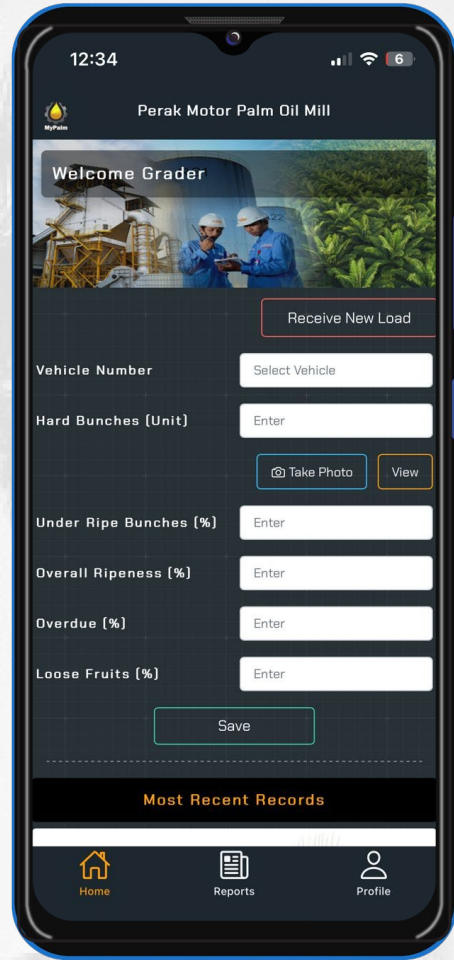 12:34
6
MyPalm
Perak Motor Palm Oil Mill
Welcome Grader
Receive New Load
Vehicle Number Select Vehicle
Hard Bunches (Unit) Enter
Take Photo View
Under Ripe Bunches (%) Enter
Overall Ripeness (%) Enter
Overdue (%) Enter
Loose Fruits (%) Enter
Save
Most Recent Records
Home Reports Profile